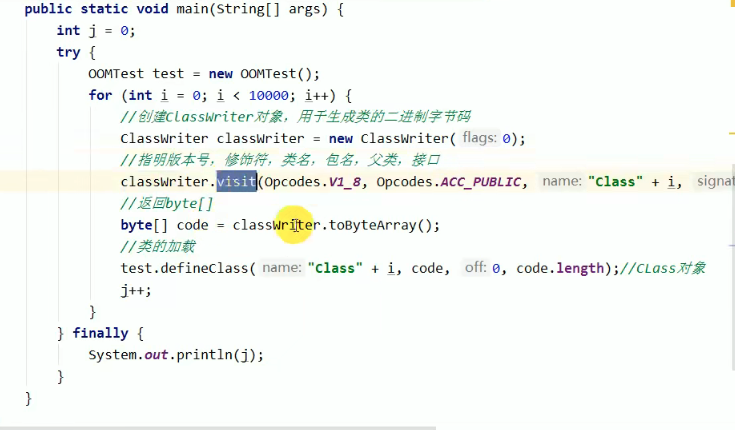 public static void main(String[] args) {
int j = 0;
try {
OOMTest test = new OOMTest();
for (int i = 0; i < 10000; i++) {
//创建ClassWriter对象，用于生成类的二进制字节码
ClassWriter classWriter = new ClassWriter( flags: 0);
//指明版本号，修饰符，类名，包名，父类，接口
classWriter.visit(Opcodes.V1_8, Opcodes.ACC_PUBLIC, name: "Class" + i,
//返回byte[]
byte[] code = classWriter.toByteArray();
//类的加载
test.defineClass( name: "Class" + i, code, off: 0, code.length);//CLass对象
j++;
}
} finally {
System.out.println(j);
}
}